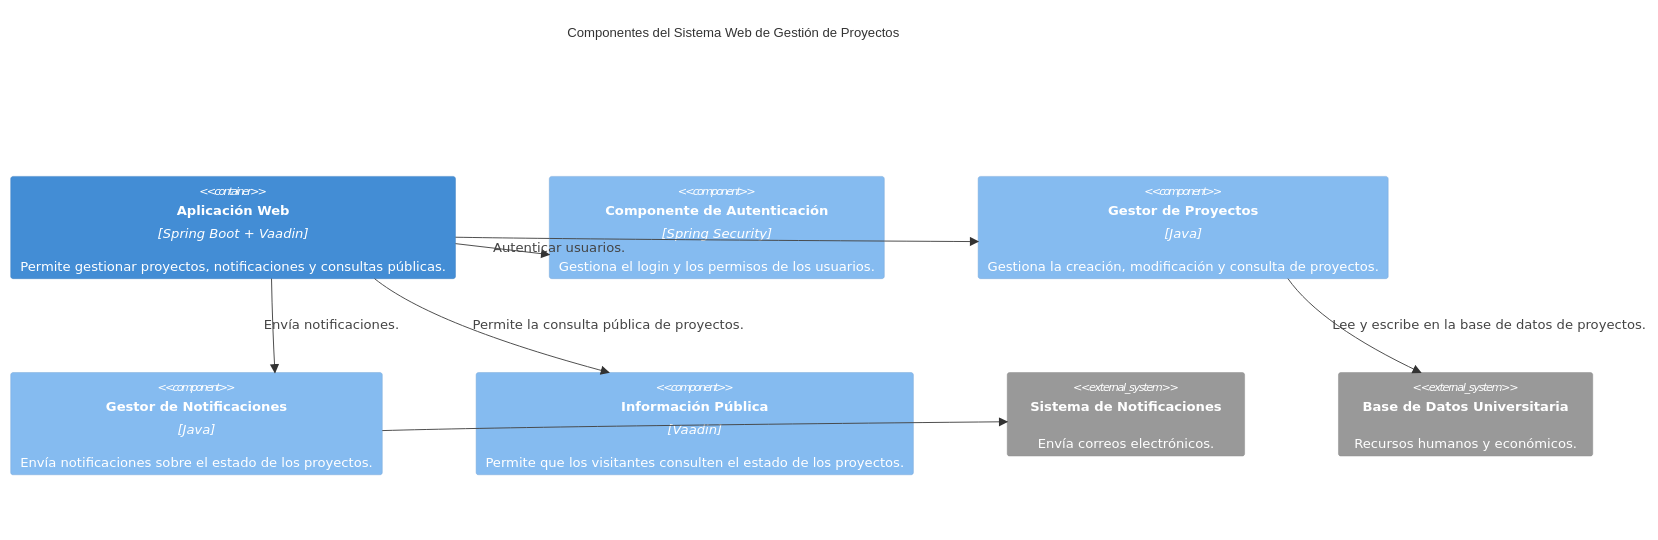 Componentes del Sistema Web de Gestión de Proyectos
<<container>>
Aplicación Web
[Spring Boot + Vaadin]
Permite gestionar proyectos, notificaciones y consultas públicas.
<<component>>
Componente de Autenticación
[Spring Security]
Gestiona el login y los permisos de los usuarios.
<<component>>
Gestor de Proyectos
[Java]
Gestiona la creación, modificación y consulta de proyectos.
Autenticar usuarios.
Envía notificaciones.
Permite la consulta pública de proyectos.
Lee y escribe en la base de datos de proyectos.
<<component>>
Gestor de Notificaciones
[Java]
Envía notificaciones sobre el estado de los proyectos.
<<component>>
Información Pública
[Vaadin]
Permite que los visitantes consulten el estado de los proyectos.
<<external_system>>
Sistema de Notificaciones
Envía correos electrónicos.
<<external_system>>
Base de Datos Universitaria
Recursos humanos y económicos.